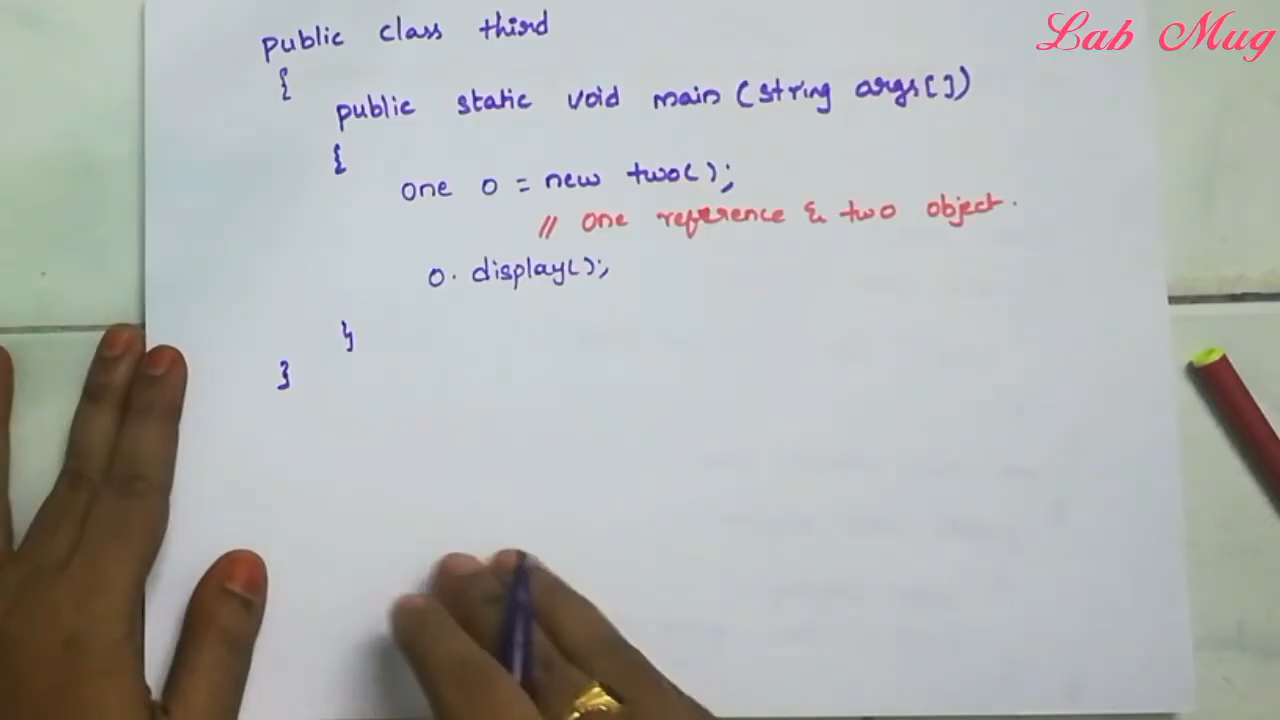 Lab Mug
public class third
{
public static void main (string args[])
{
one o = new two();
// one reference & two object.
o. display();
}
}